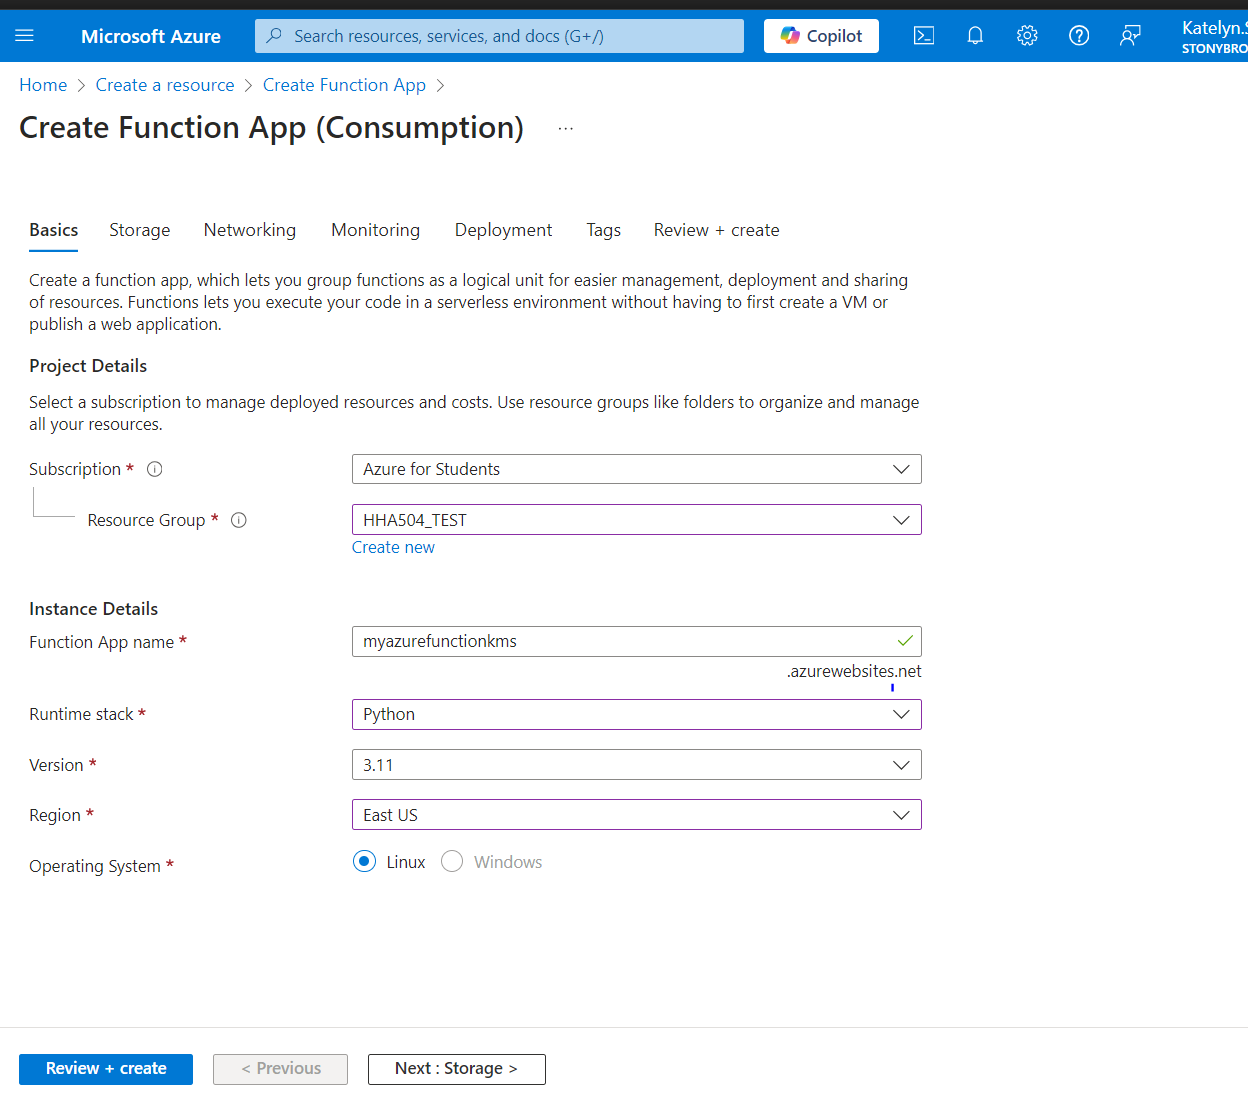 Microsoft Azure
Search resources, services, and docs (G+/)
Copilot
Katelyn.S
STONYBRO
Home > Create a resource > Create Function App >
Create Function App (Consumption) ...
Basics Storage Networking Monitoring Deployment Tags Review + create
Create a function app, which lets you group functions as a logical unit for easier management, deployment and sharing
of resources. Functions lets you execute your code in a serverless environment without having to first create a VM or
publish a web application.
Project Details
Select a subscription to manage deployed resources and costs. Use resource groups like folders to organize and manage
all your resources.
Subscription * Azure for Students
Resource Group * HHA504_TEST
Create new
Instance Details
Function App name * myazurefunctionkms
.azurewebsites.net
Runtime stack * Python
Version * 3.11
Region * East US
Operating System * Linux Windows
Review + create < Previous Next : Storage >